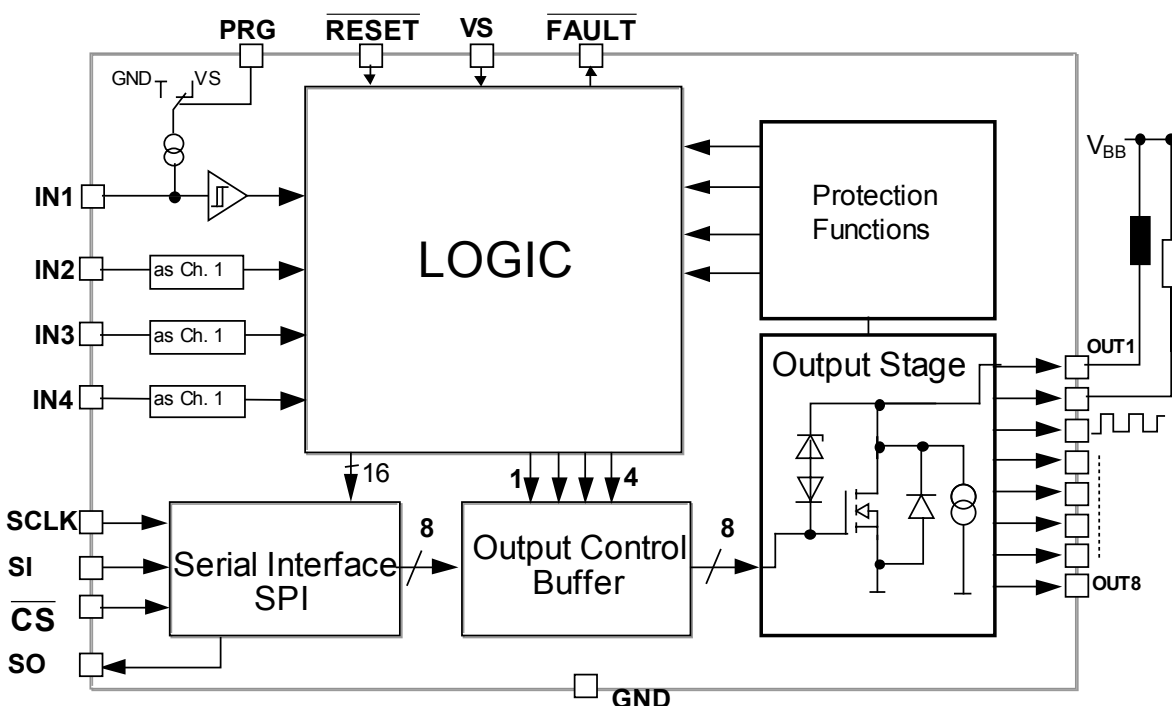 PRG
RESET
VS
FAULT
GND
VS
VBB
IN1
LOGIC
Protection
Functions
IN2
as Ch. 1
IN3
as Ch. 1
IN4
as Ch. 1
Output Stage
OUT1
16
1
4
SCLK
SI
CS
SO
Serial Interface
SPI
8
Output Control
Buffer
8
OUT8
GND